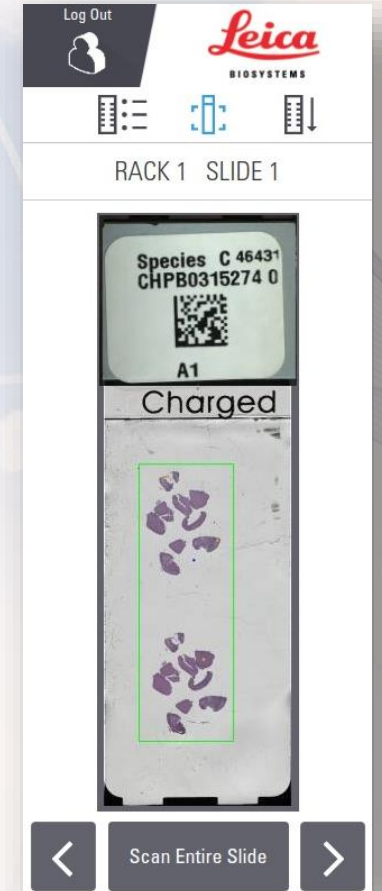 Log Out
Leica
BIOSYSTEMS
RACK 1 SLIDE 1
Species C 46431
CHPB0315274 0
A1
Charged
Scan Entire Slide